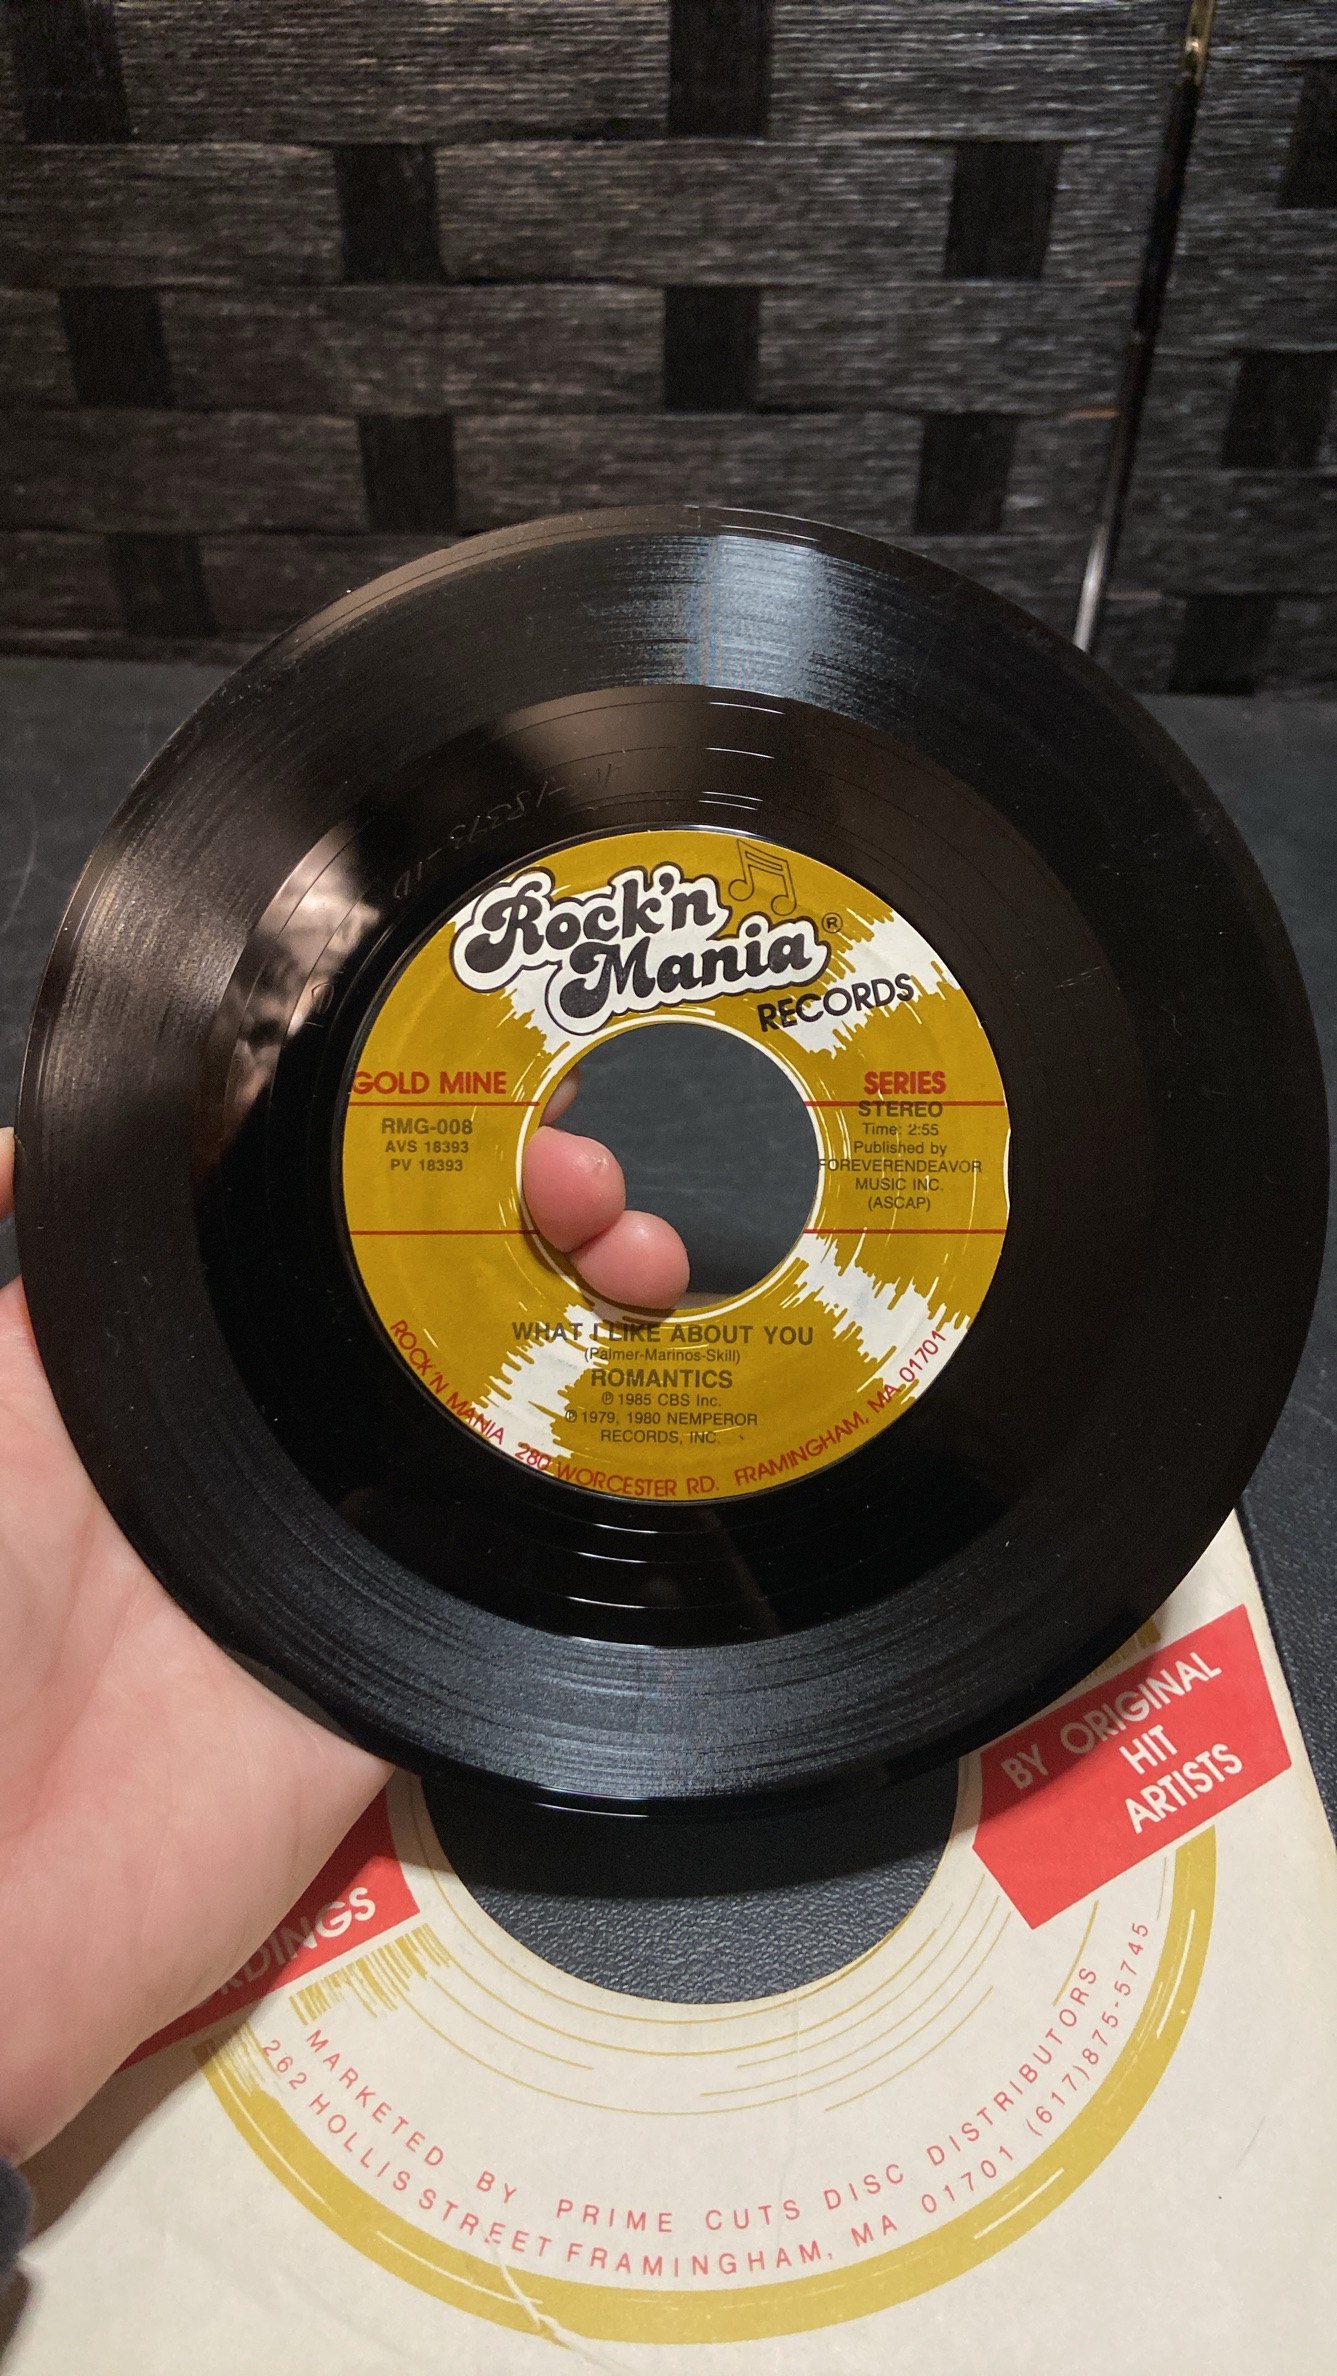 Rock'n
Mania®
RECORDS
GOLD MINE
SERIES
RMG-008
AVS 18393
PV 18393
STEREO
Time: 2:55
Published by
FOREVERENDEAVOR
MUSIC INC.
(ASCAP)
WHAT I LIKE ABOUT YOU
(Palmer-Marinos-Skill)
ROMANTICS
℗ 1985 CBS Inc.
℗ 1979, 1980 NEMPEROR
RECORDS, INC.
ROCK'N MANIA 280 WORCESTER RD. FRAMINGHAM, MA 01701
BY ORIGINAL
HIT
ARTISTS
RDINGS
MARKETED BY PRIME CUTS DISC DISTRIBUTORS
262 HOLLIS STREET FRAMINGHAM, MA 01701 (617)875-5745